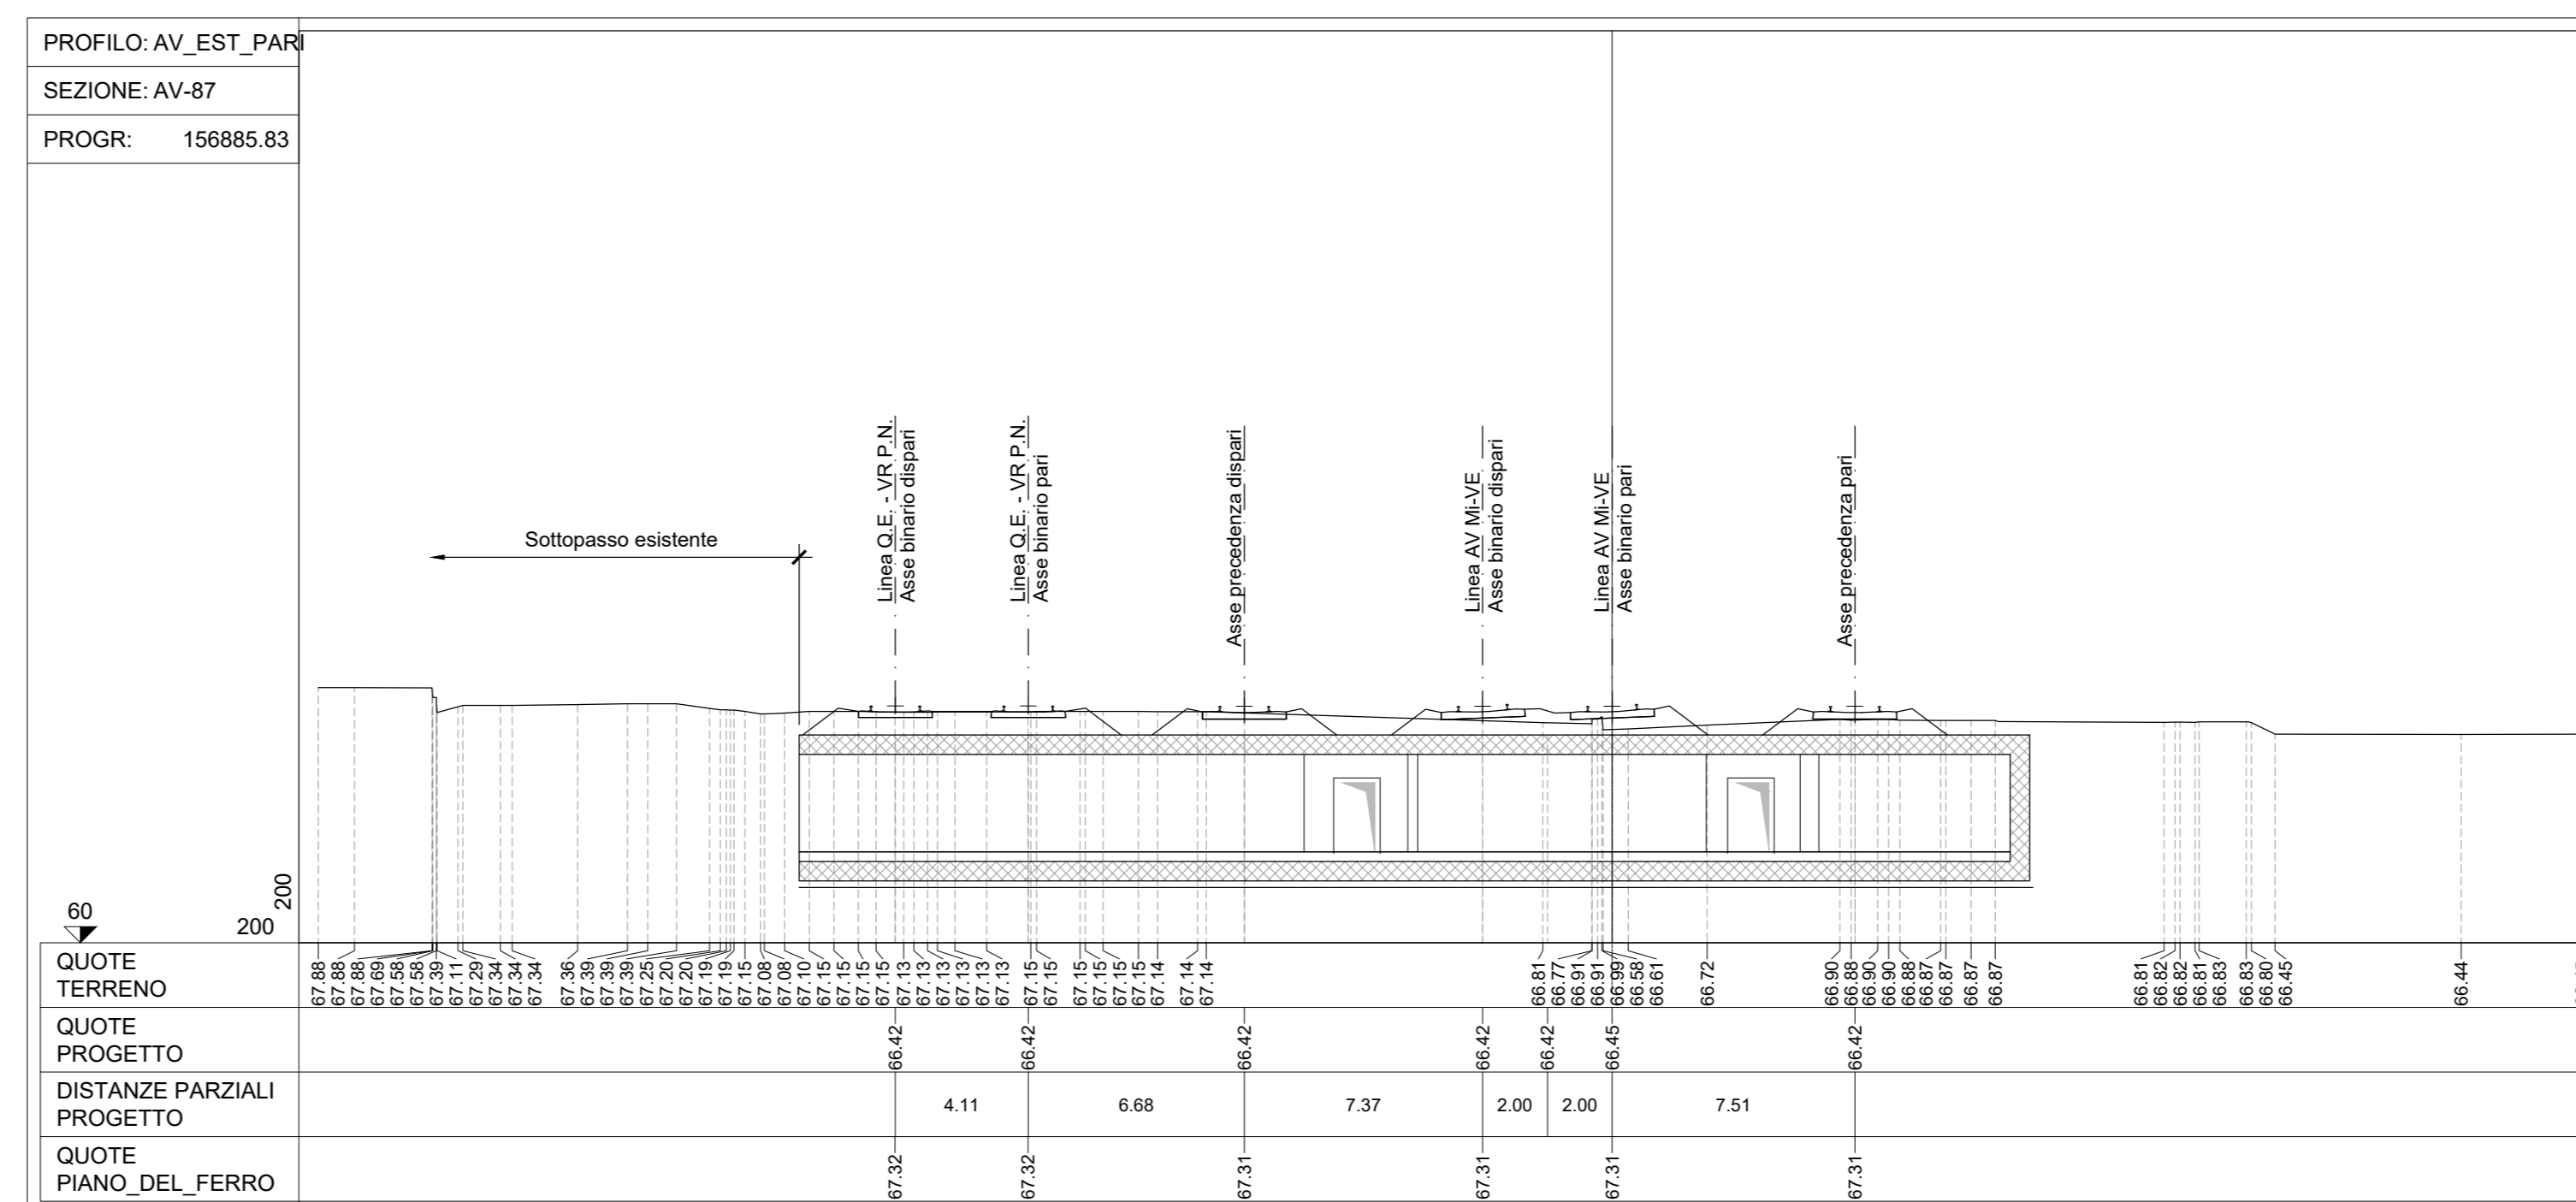 PROFILO: AV_EST_PARI
SEZIONE: AV-87
PROGR: 156885.83
Linea Q.E. - VR P.N.
Asse binario dispari
Linea Q.E. - VR P.N.
Asse binario pari
Asse precedenza dispari
Linea AV Mi-VE
Asse binario dispari
Linea AV Mi-VE
Asse binario pari
Asse precedenza pari
Sottopasso esistente
200
60
200
QUOTE
TERRENO
67.88 67.88 67.88 67.69 67.58 67.58 67.39 67.11 67.29 67.34 67.34 67.34 67.36 67.39 67.39 67.39 67.25 67.20 67.20 67.19 67.19 67.15 67.08 67.08 67.10 67.15 67.15 67.15 67.15 67.13 67.13 67.13 67.13 67.13 67.13 67.15 67.15 67.15 67.15 67.15 67.15 67.14 67.14 67.14 66.81 66.77 66.91 66.91 66.99 66.58 66.61 66.72 66.90 66.88 66.90 66.90 66.88 66.87 66.87 66.87 66.87 66.81 66.82 66.82 66.81 66.83 66.83 66.80 66.45 66.44
QUOTE
PROGETTO
66.42 66.42 66.42 66.42 66.42 66.45 66.42
DISTANZE PARZIALI
PROGETTO
4.11 6.68 7.37 2.00 2.00 7.51
QUOTE
PIANO_DEL_FERRO
67.32 67.32 67.31 67.31 67.31 67.31